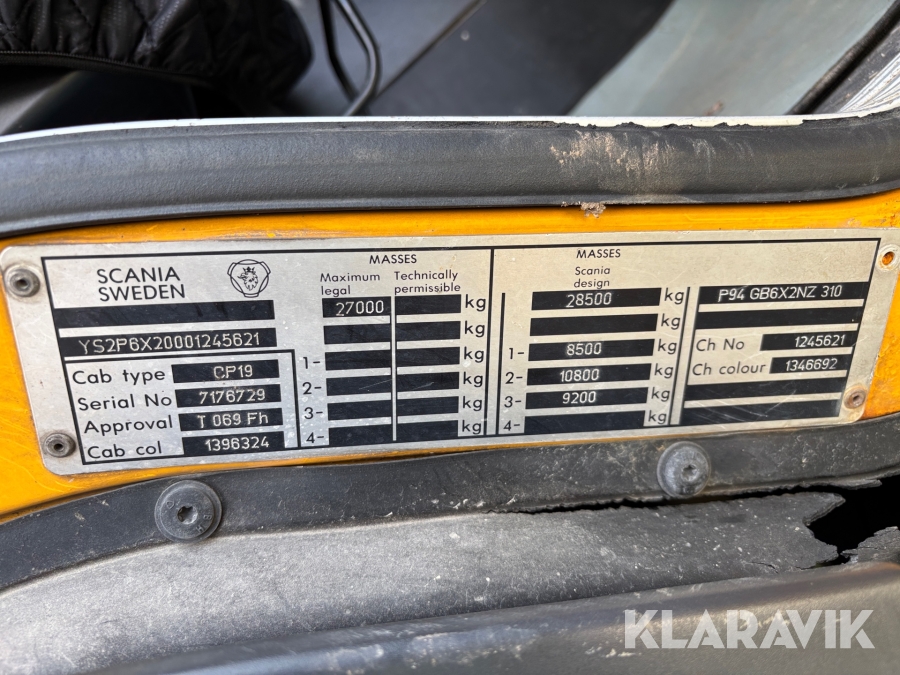 SCANIA
SWEDEN
YS2P6X20001245621
Cab type CP19
Serial No 7176729
Approval T 069 Fh
Cab col 1396324
MASSES
Maximum legal
Technically permissible
27000 kg
kg
1- kg
2- kg
3- kg
4- kg
MASSES
Scania design
28500 kg
kg
1- 8500 kg
2- 10800 kg
3- 9200 kg
4- kg
P94 GB6X2NZ 310
Ch No 1245621
Ch colour 1346692
KLARAVIK